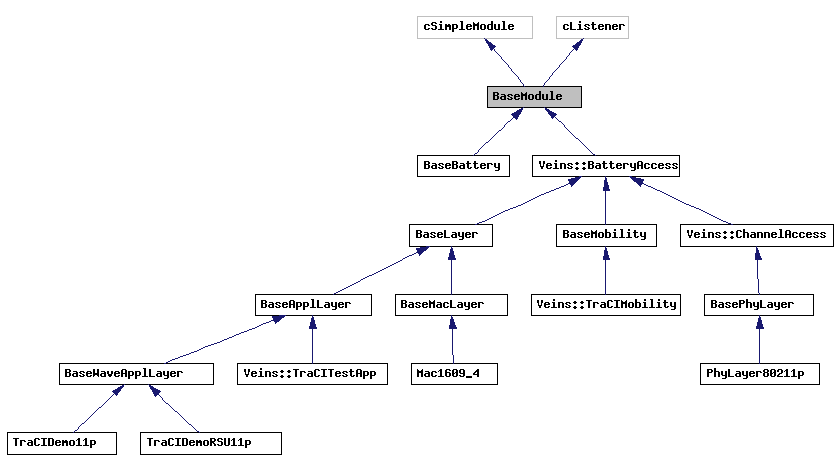 cSimpleModule
cListener
BaseModule
BaseBattery
Veins::BatteryAccess
BaseLayer
BaseMobility
Veins::ChannelAccess
BaseApplLayer
BaseMacLayer
Veins::TraCIMobility
BasePhyLayer
BaseWaveApplLayer
Veins::TraCITestApp
Mac1609_4
PhyLayer80211p
TraCIDemo11p
TraCIDemoRSU11p